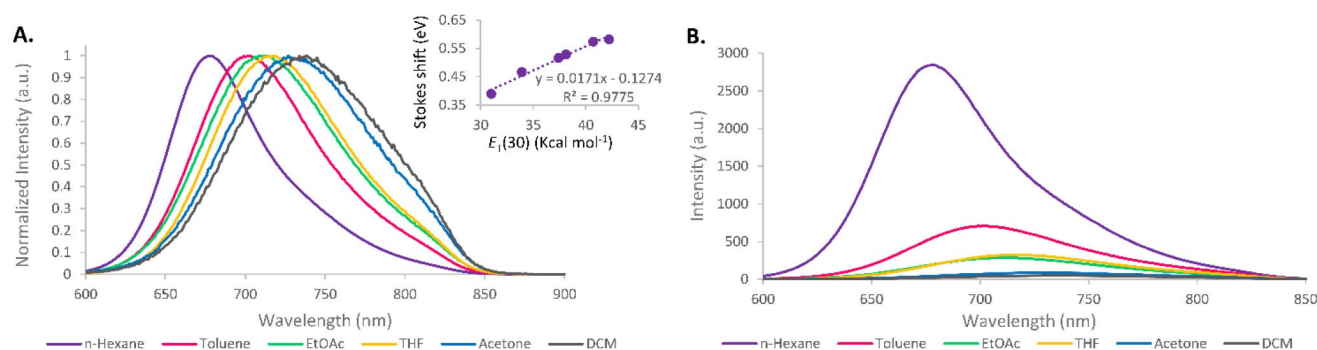 A.
Normalized Intensity (a.u.)
1
0.9
0.8
0.7
0.6
0.5
0.4
0.3
0.2
0.1
0
600 650 700 750 800 850 900
Wavelength (nm)
n-Hexane Toluene EtOAc THF Acetone DCM
Stokes shift (eV)
0.65
0.55
0.45
0.35
y = 0.0171x - 0.1274
R² = 0.9775
30 35 40 45
E_T(30) (Kcal mol⁻¹)
B.
Intensity (a.u.)
3000
2500
2000
1500
1000
500
0
600 650 700 750 800 850
Wavelength (nm)
n-Hexane Toluene EtOAc THF Acetone DCM